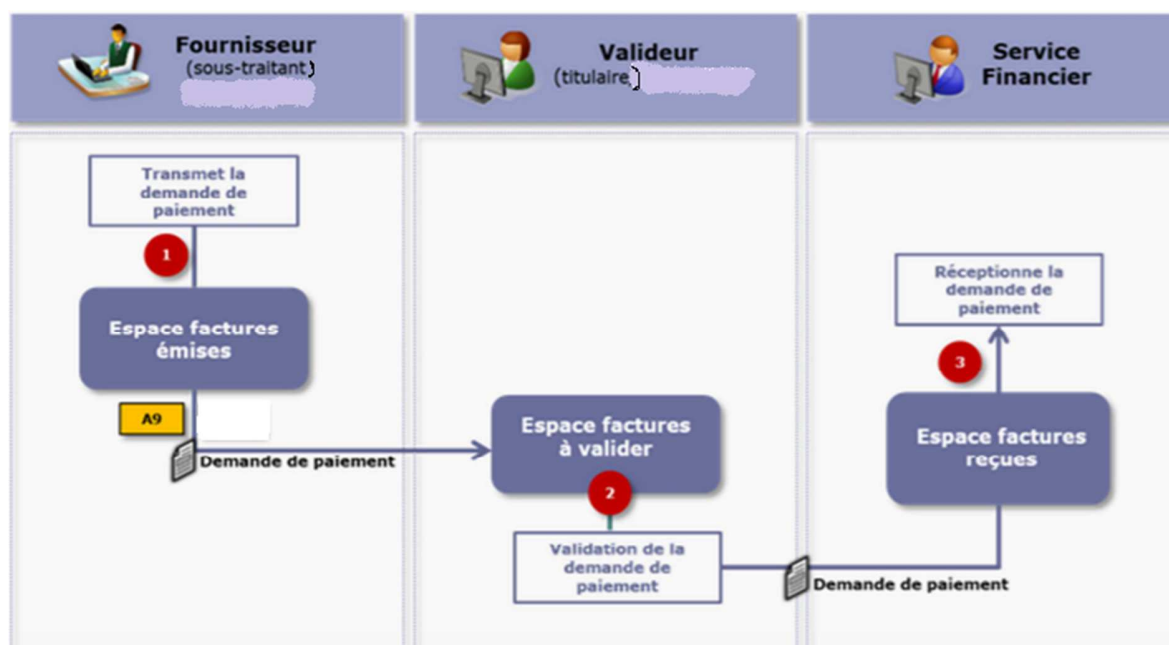 Fournisseur
(sous-traitant)
Valideur
(titulaire,)
Service
Financier
Transmet la
demande de
paiement
1
Espace factures
émises
A9
Demande de paiement
Espace factures
à valider
2
Validation de la
demande de
paiement
Demande de paiement
Réceptionne la
demande de
paiement
3
Espace factures
reçues